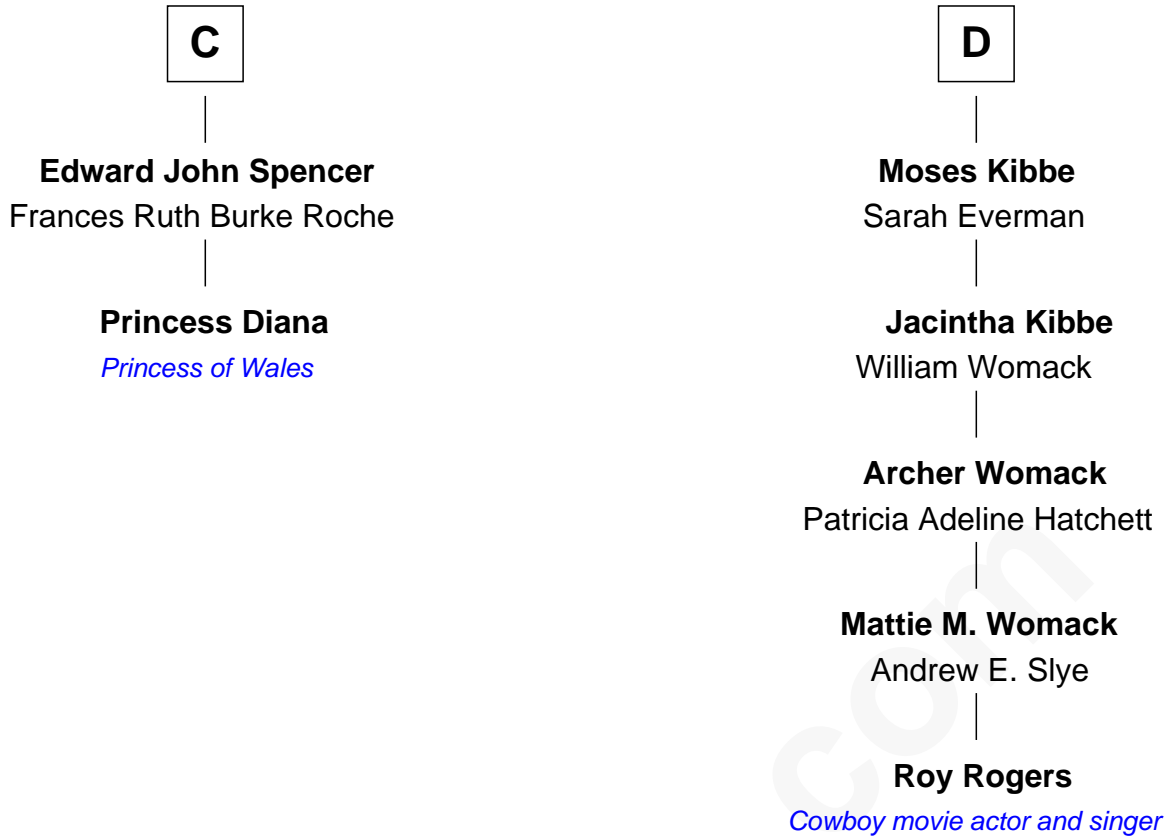 C
Edward John Spencer
Frances Ruth Burke Roche
Princess Diana
Princess of Wales
D
Moses Kibbe
Sarah Everman
Jacintha Kibbe
William Womack
Archer Womack
Patricia Adeline Hatchett
Mattie M. Womack
Andrew E. Slye
Roy Rogers
Cowboy movie actor and singer
com